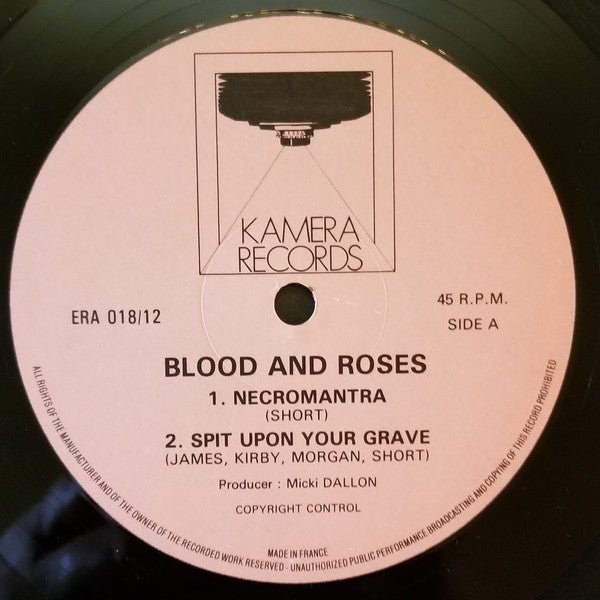 KAMERA
RECORDS
ERA 018/12
45 R.P.M.
SIDE A
BLOOD AND ROSES
1. NECROMANTRA
(SHORT)
2. SPIT UPON YOUR GRAVE
(JAMES, KIRBY, MORGAN, SHORT)
Producer : Micki DALLON
COPYRIGHT CONTROL
MADE IN FRANCE
ALL RIGHTS OF THE MANUFACTURER AND OF THE OWNER OF THE RECORDED WORK RESERVED - UNAUTHORIZED PUBLIC PERFORMANCE BROADCASTING AND COPYING OF THIS RECORD PROHIBITED